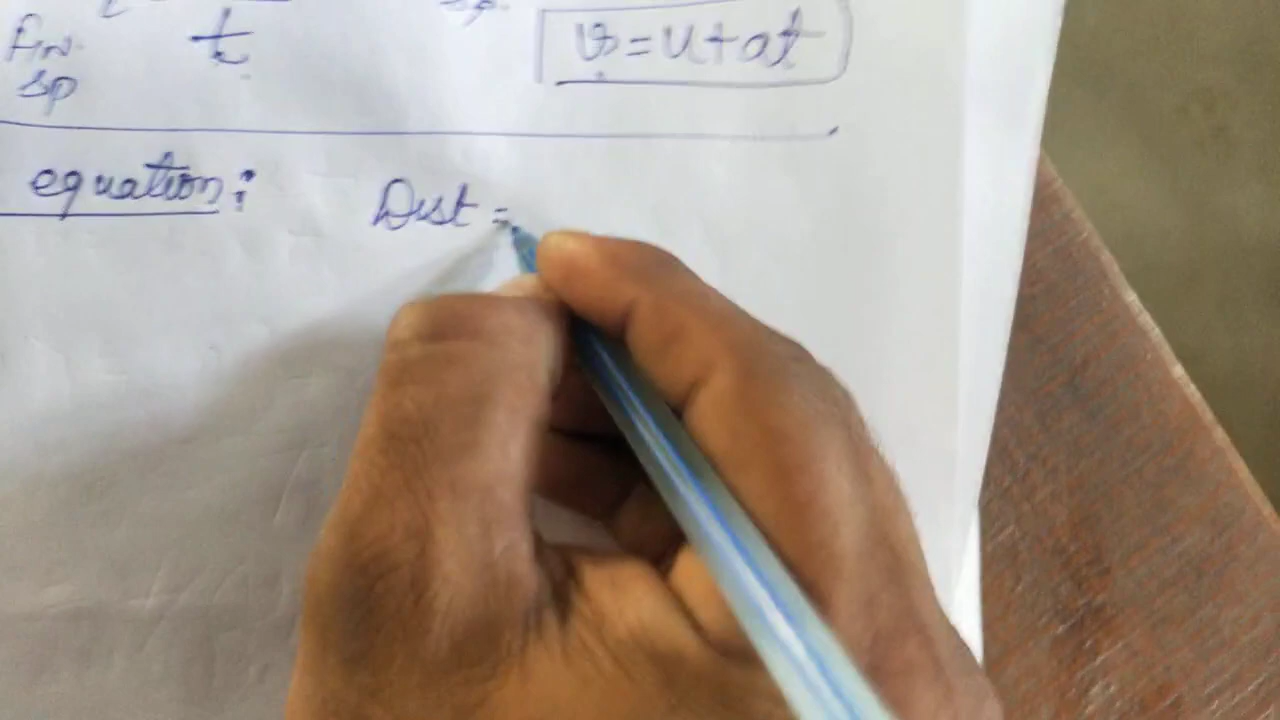 fin. t v=u+at
sp
equation: Dist =